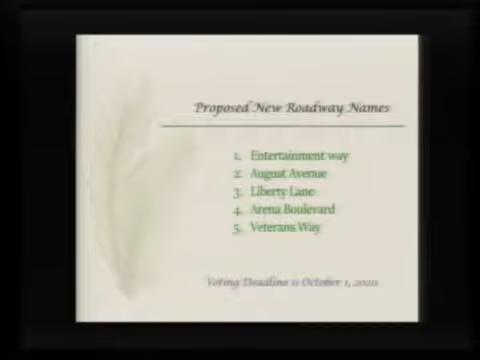 Proposed New Roadway Names
1. Entertainment way
2. August Avenue
3. Liberty Lane
4. Arena Boulevard
5. Veterans Way
Voting Deadline is October 1, 2020